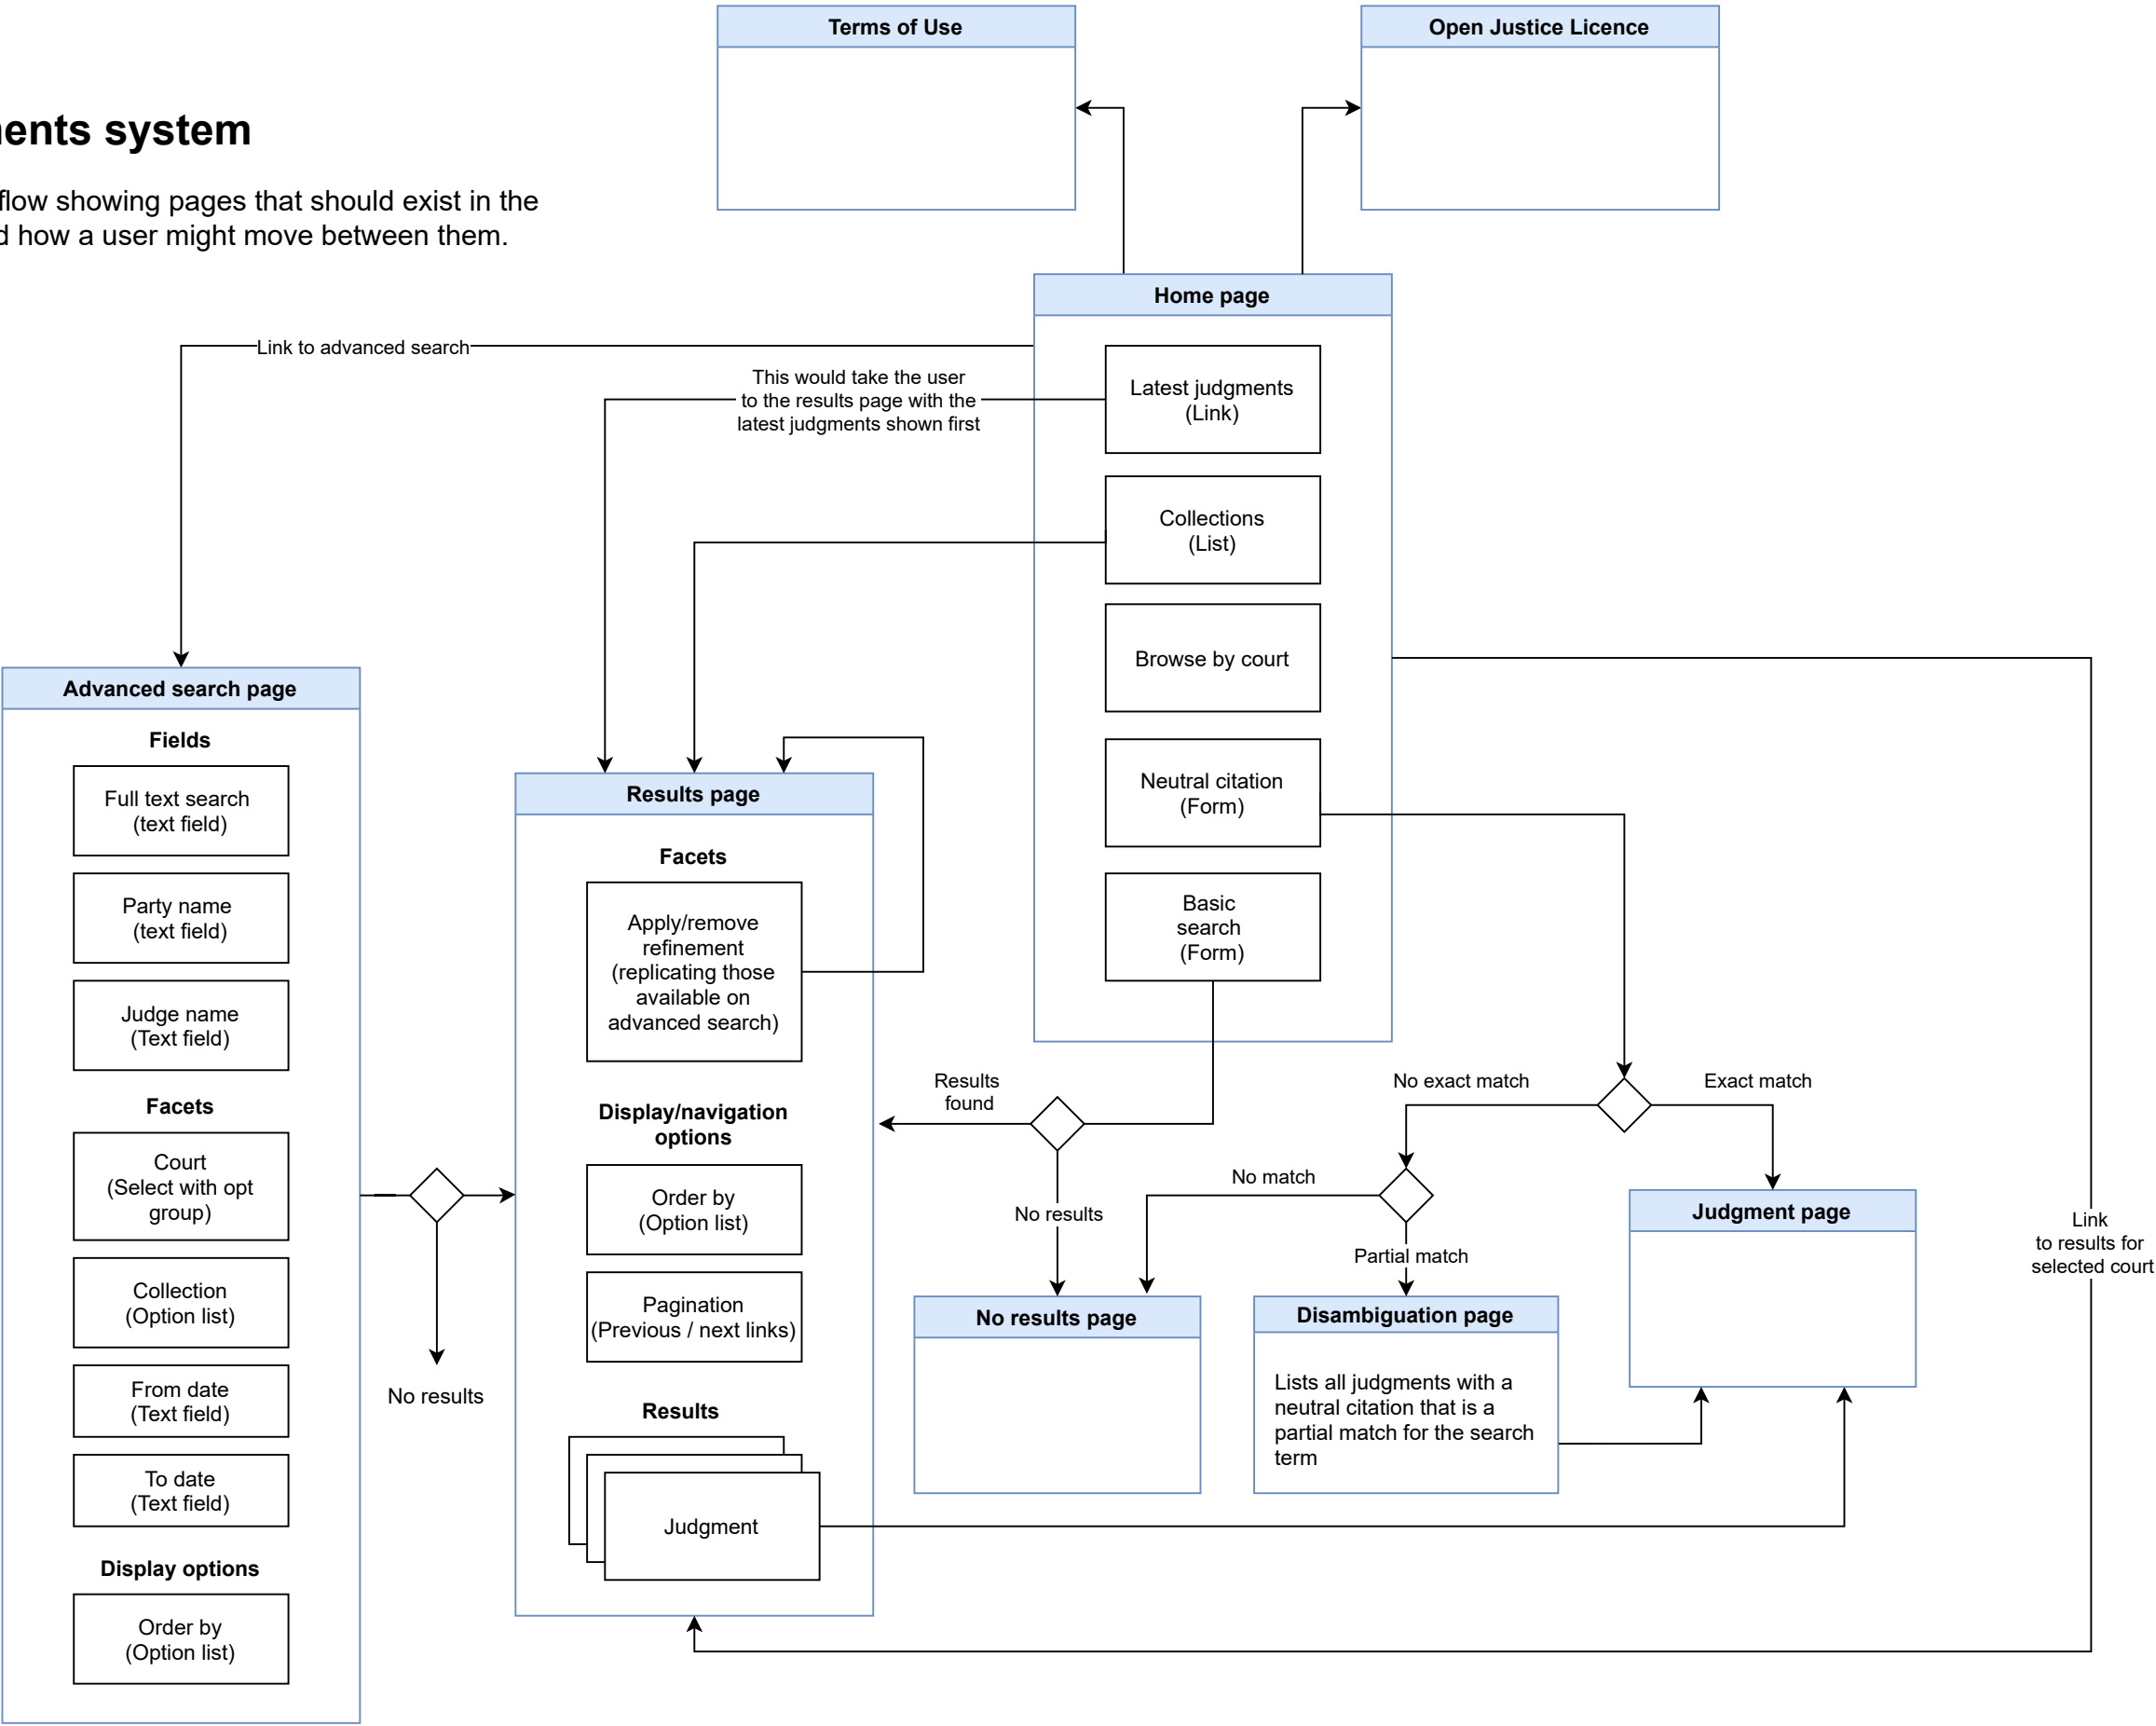 Terms of Use
Open Justice Licence
ents system
flow showing pages that should exist in the
how a user might move between them.
Home page
Link to advanced search
This would take the user
to the results page with the
latest judgments shown first
Latest judgments
(Link)
Collections
(List)
Browse by court
Neutral citation
(Form)
Basic
search
(Form)
Advanced search page
Fields
Full text search
(text field)
Party name
(text field)
Judge name
(Text field)
Facets
Court
(Select with opt
group)
Collection
(Option list)
From date
(Text field)
To date
(Text field)
Display options
Order by
(Option list)
No results
Results page
Facets
Apply/remove
refinement
(replicating those
available on
advanced search)
Display/navigation
options
Order by
(Option list)
Pagination
(Previous / next links)
Results
Judgment
Results
found
No results
No exact match
Exact match
No match
Partial match
No results page
Disambiguation page
Lists all judgments with a
neutral citation that is a
partial match for the search
term
Judgment page
Link
to results for
selected court